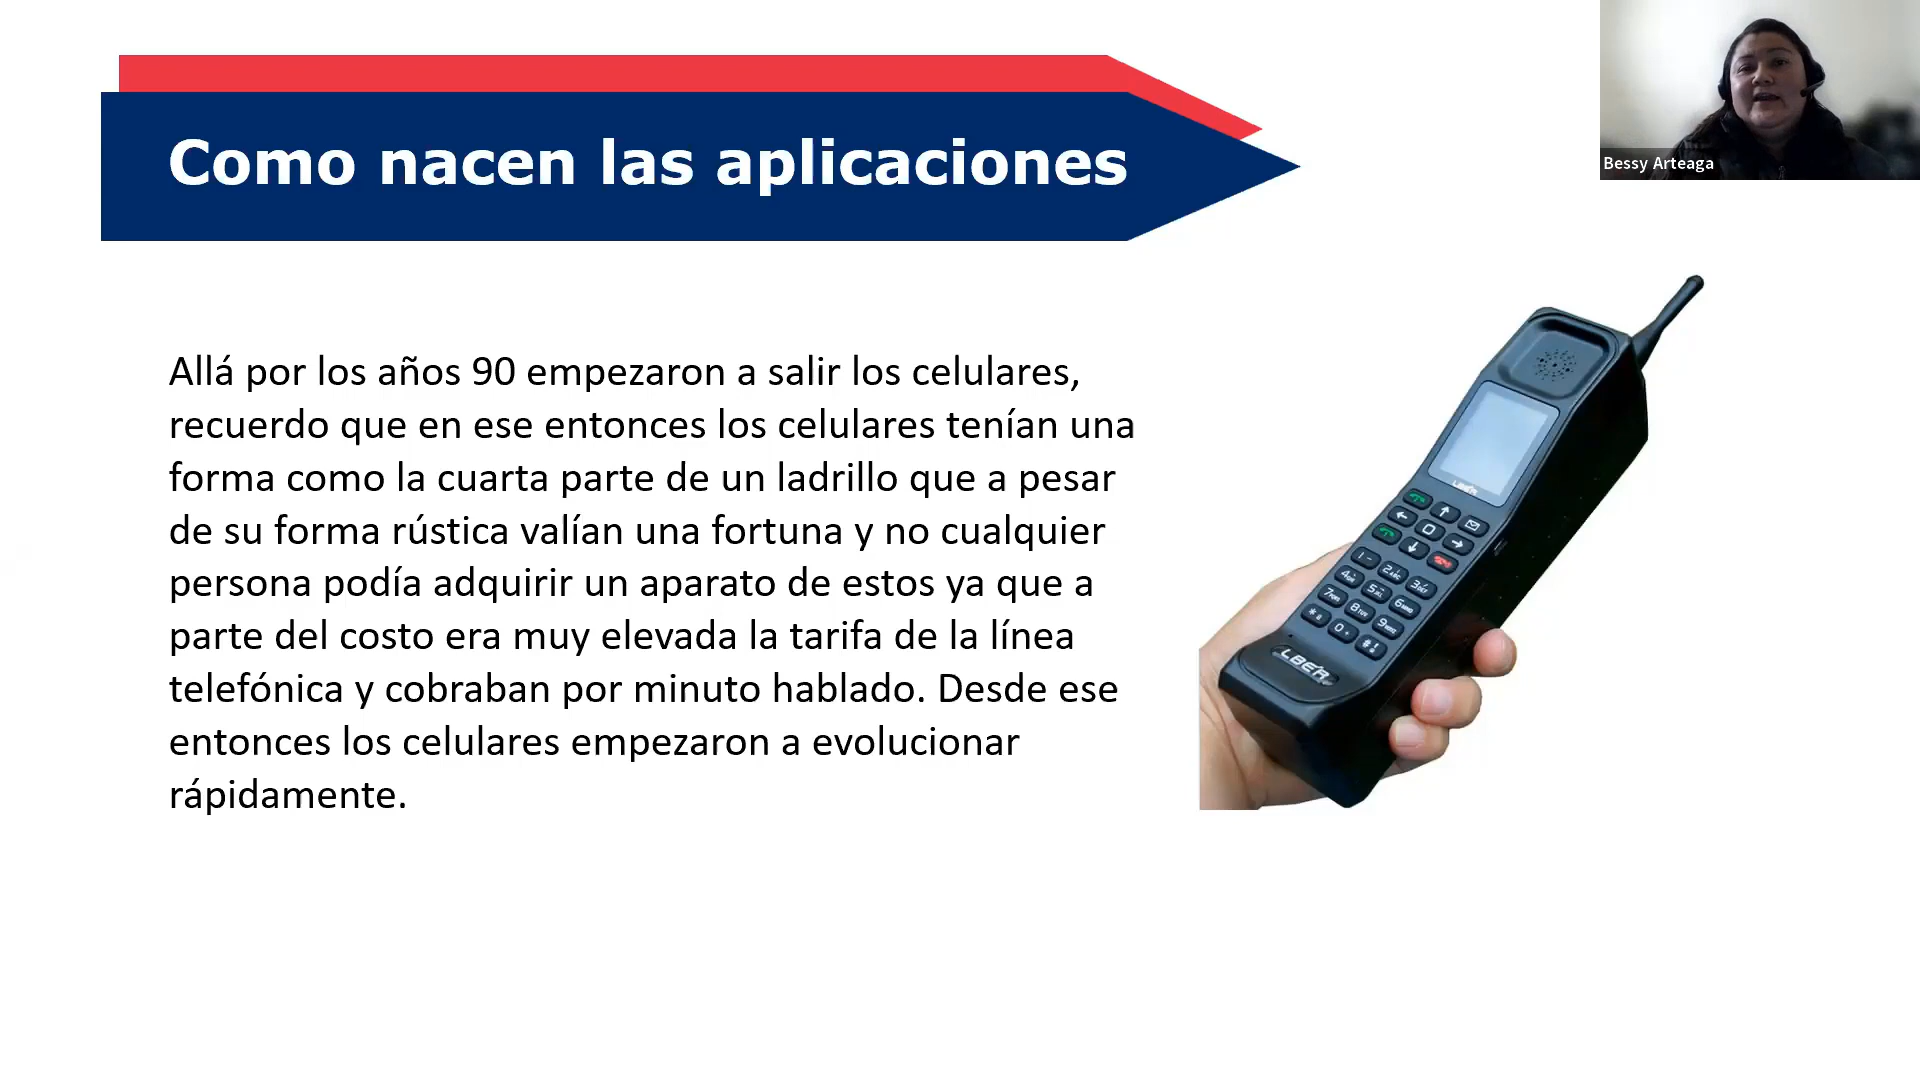 Como nacen las aplicaciones
Bessy Arteaga
Allá por los años 90 empezaron a salir los celulares,
recuerdo que en ese entonces los celulares tenían una
forma como la cuarta parte de un ladrillo que a pesar
de su forma rústica valían una fortuna y no cualquier
persona podía adquirir un aparato de estos ya que a
parte del costo era muy elevada la tarifa de la línea
telefónica y cobraban por minuto hablado. Desde ese
entonces los celulares empezaron a evolucionar
rápidamente.